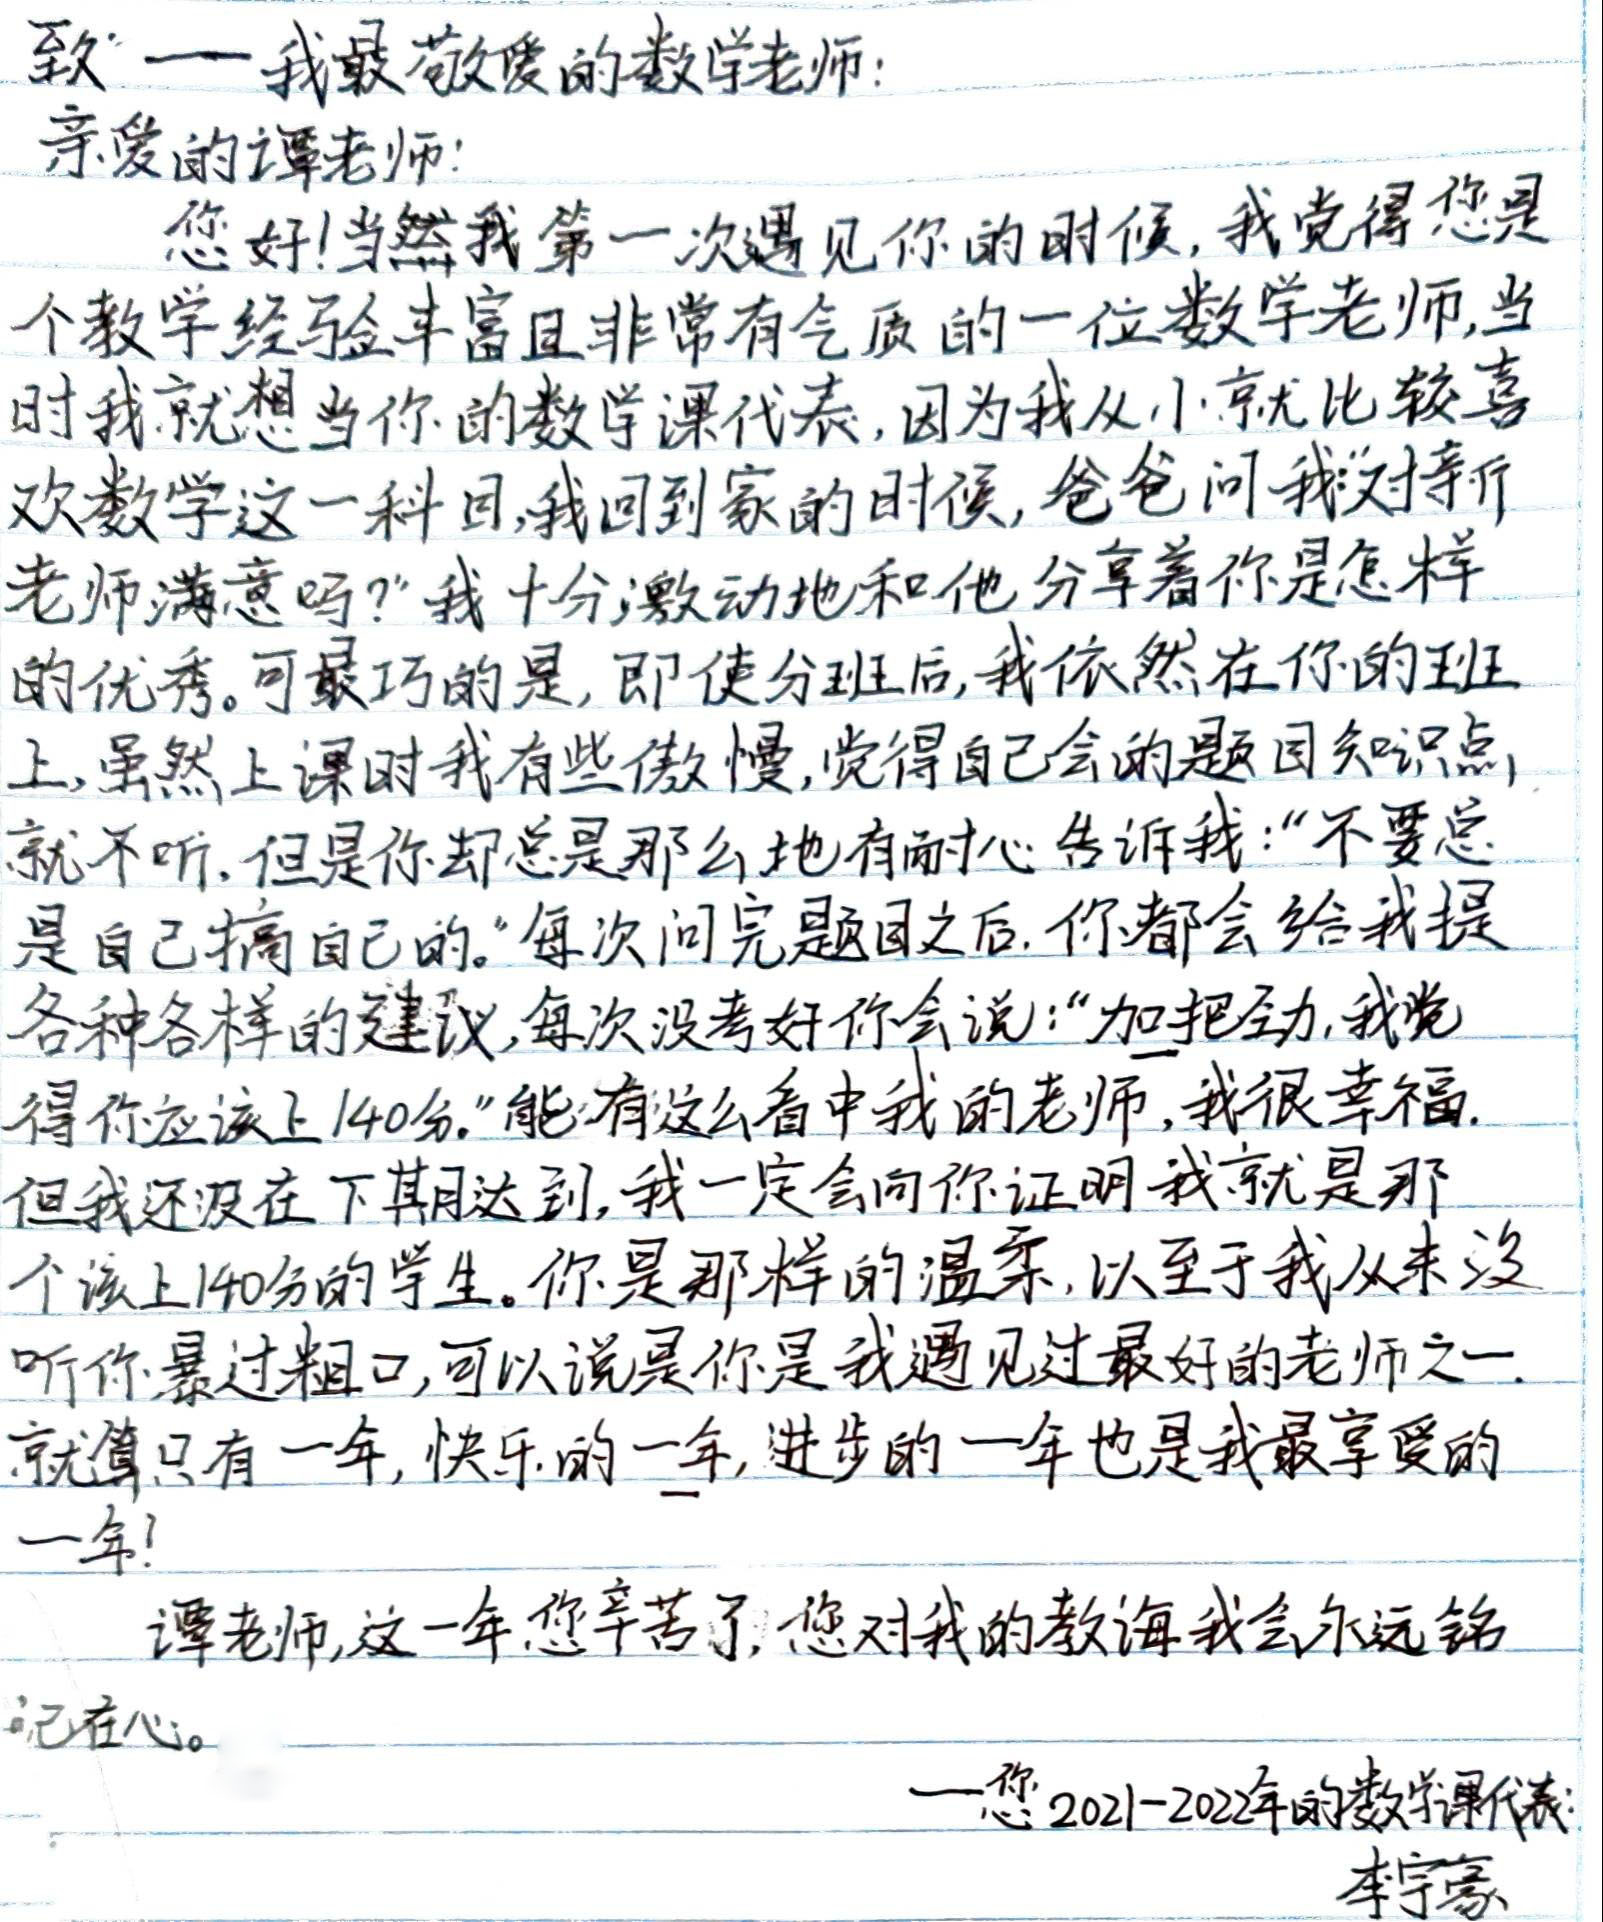 致——我最敬爱的数学老师:
亲爱的谭老师:
您好!当然我第一次遇见你的时候,我觉得您是
个教学经验丰富且非常有气质的一位数学老师,当
时我就想当你的数学课代表,因为我从小就比较喜
欢数学这一科目,我回到家的时候,爸爸问我:“对新
老师满意吗?”我十分激动地和他分享着你是怎样
的优秀。可最巧的是,即使分班后,我依然在你的班
上,虽然上课时我有些傲慢,觉得自己会的题目知识点,
就不听.但是你却总是那么地有耐心告诉我:“不要总
是自己搞自己的。”每次问完题目之后.你都会给我提
各种各样的建议,每次没考好你会说:“加把劲,我觉
得你应该上140分.”能有这么看中我的老师,我很幸福.
但我还没在下期达到,我一定会向你证明我就是那
个该上140分的学生。你是那样的温柔,以至于我从来没
听你暴过粗口,可以说是你是我遇见过最好的老师之一.
就算只有一年,快乐的一年,进步的一年也是我最享受的
一年!
谭老师,这一年您辛苦了,您对我的教诲我会永远铭
记在心。
—您2021-2022年的数学课代表:
李宇豪